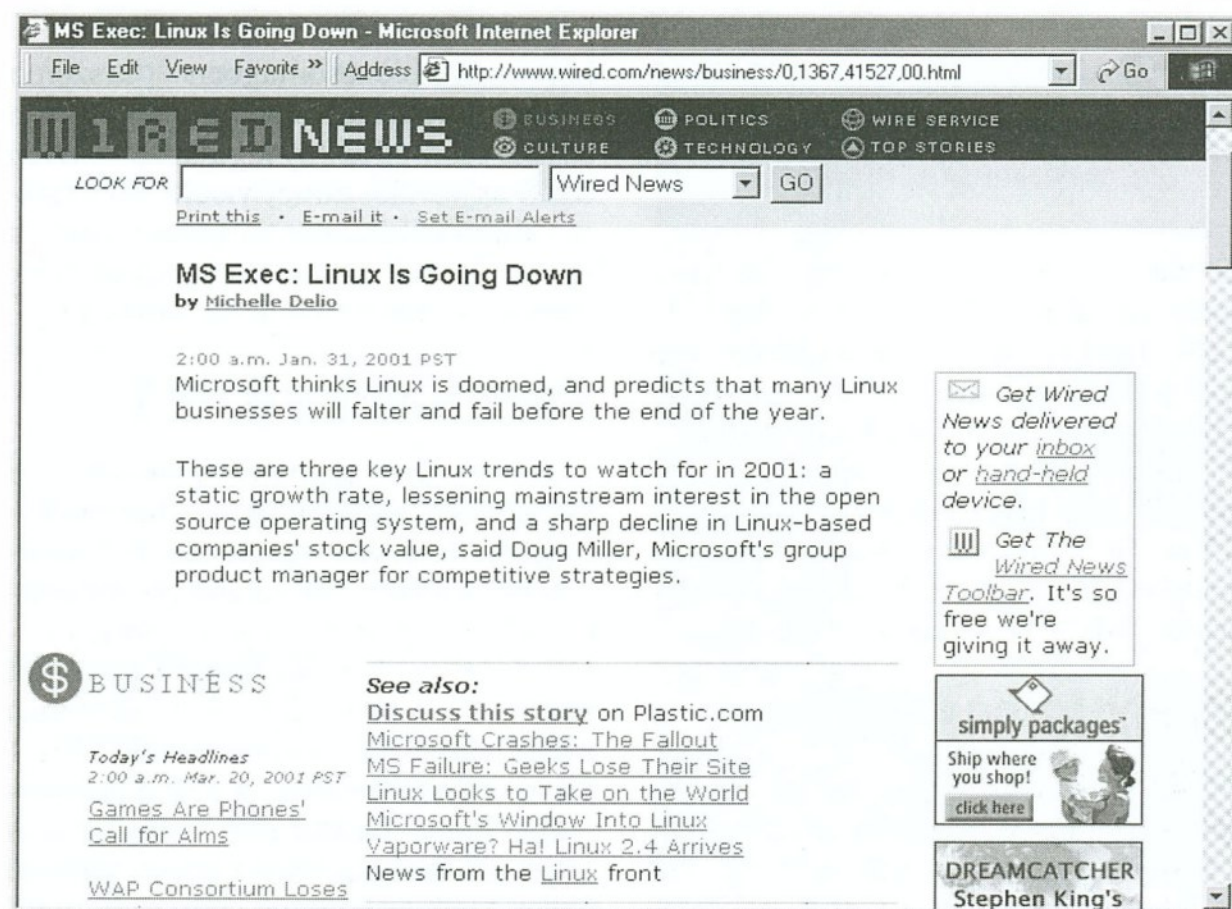 MS Exec: Linux Is Going Down - Microsoft Internet Explorer
File Edit View Favorite » Address http://www.wired.com/news/business/0,1367,41527,00.html Go
WIRED NEWS
BUSINESS POLITICS WIRE SERVICE
CULTURE TECHNOLOGY TOP STORIES
LOOK FOR Wired News GO
Print this · E-mail it · Set E-mail Alerts
MS Exec: Linux Is Going Down
by Michelle Delio
2:00 a.m. Jan. 31, 2001 PST
Microsoft thinks Linux is doomed, and predicts that many Linux
businesses will falter and fail before the end of the year.
These are three key Linux trends to watch for in 2001: a
static growth rate, lessening mainstream interest in the open
source operating system, and a sharp decline in Linux-based
companies' stock value, said Doug Miller, Microsoft's group
product manager for competitive strategies.
Get Wired
News delivered
to your inbox
or hand-held
device.
Get The
Wired News
Toolbar. It's so
free we're
giving it away.
$ BUSINESS
Today's Headlines
2:00 a.m. Mar. 20, 2001 PST
Games Are Phones'
Call for Alms
WAP Consortium Loses
See also:
Discuss this story on Plastic.com
Microsoft Crashes: The Fallout
MS Failure: Geeks Lose Their Site
Linux Looks to Take on the World
Microsoft's Window Into Linux
Vaporware? Ha! Linux 2.4 Arrives
News from the Linux front
simply packages™
Ship where
you shop!
click here
DREAMCATCHER
Stephen King's